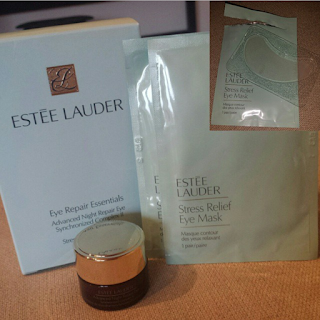 ESTÉE LAUDER
Eye Repair Essentials
Advanced Night Repair Eye
Synchronized Complex II
ESTĒE
LAUDER
Stress Relief
Eye Mask
Masque contour
des yeux relaxant
ESTĒE
LAUDER
Stress Relief
Eye Mask